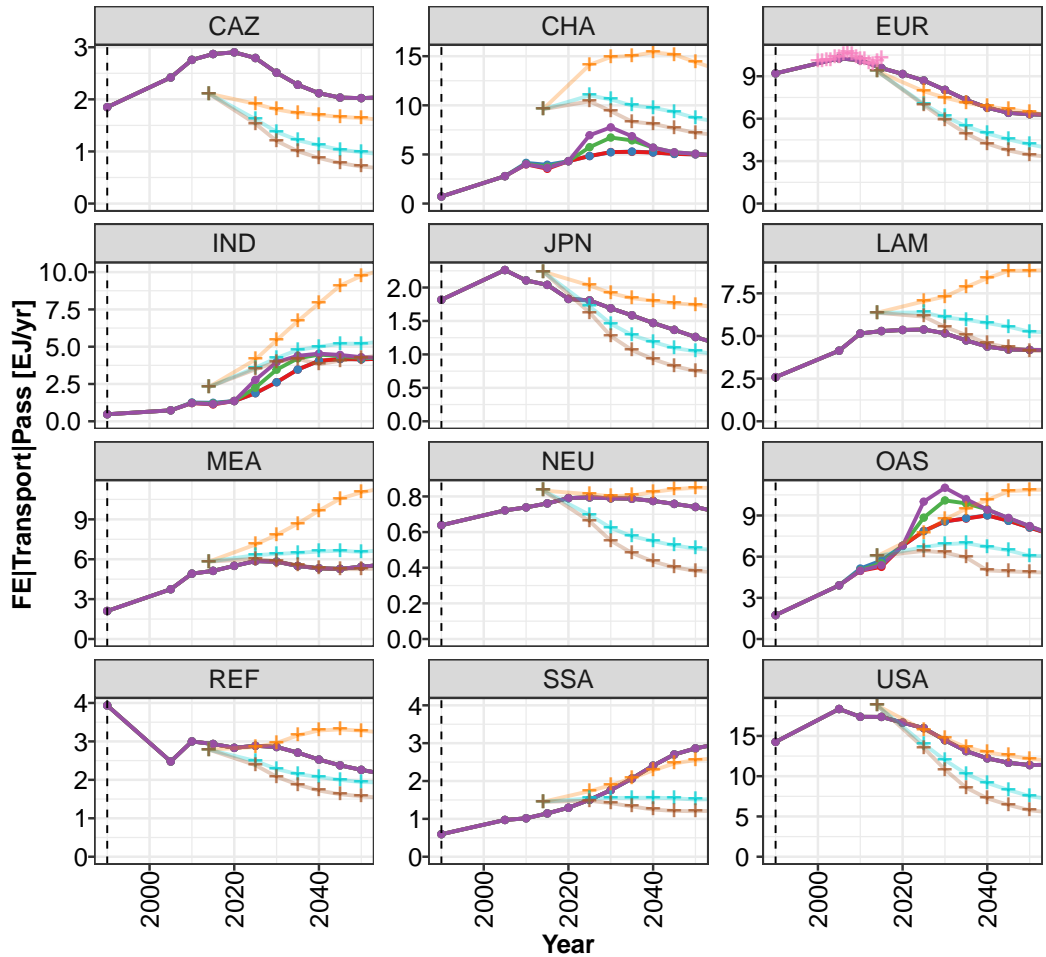 CAZ CHA EUR
3 2 1 0
15 10 5 0
9 6 3 0
IND JPN LAM
10.0 7.5 5.0 2.5 0.0
2.0 1.5 1.0 0.5 0.0
7.5 5.0 2.5 0.0
FE|Transport|Pass [EJ/yr]
MEA NEU OAS
9 6 3 0
0.8 0.6 0.4 0.2 0.0
9 6 3 0
REF SSA USA
4 3 2 1 0
4 3 2 1 0
15 10 5 0
2000 2020 2040 2000 2020 2040 2000 2020 2040
Year